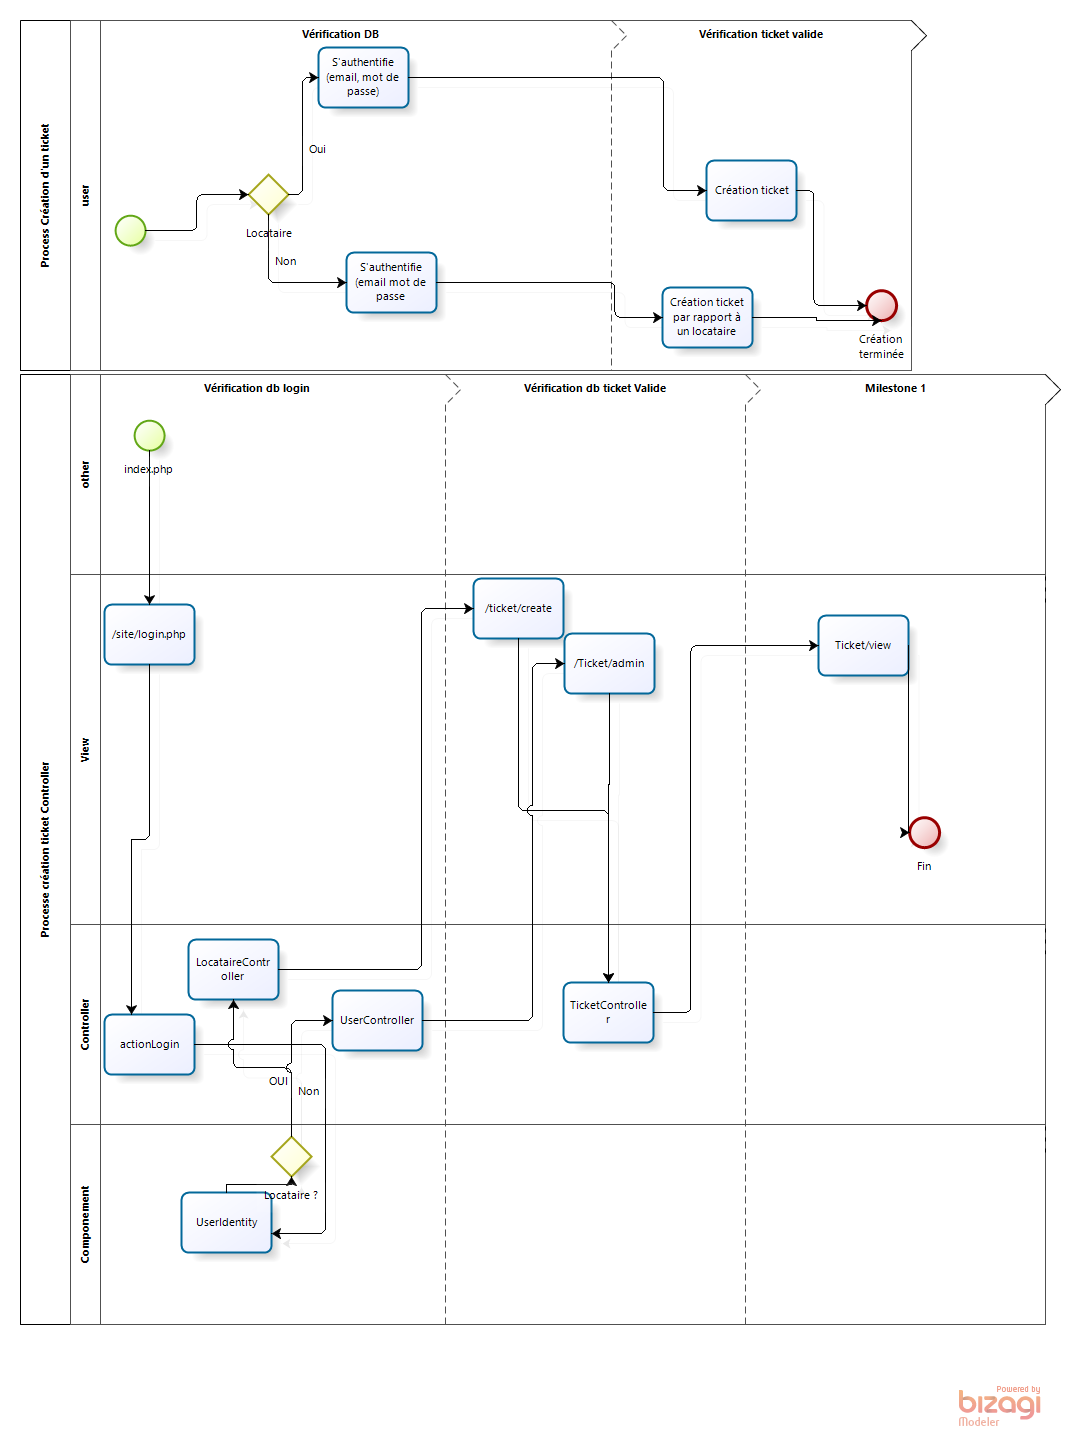 Process Création d'un ticket
user
Vérification DB
Vérification ticket valide
S'authentifie
(email, mot de
passe)
Oui
Création ticket
Locataire
Non
S'authentifie
(email mot de
passe
Création ticket
par rapport à
un locataire
Création
terminée
Processe création ticket Controller
Vérification db login
Vérification db ticket Valide
Milestone 1
other
index.php
View
/site/login.php
/ticket/create
/Ticket/admin
Ticket/view
Fin
Controller
LocataireContr
oller
UserController
TicketControlle
r
actionLogin
OUI
Non
Componement
Locataire ?
UserIdentity
Powered by
bizagi
Modeler